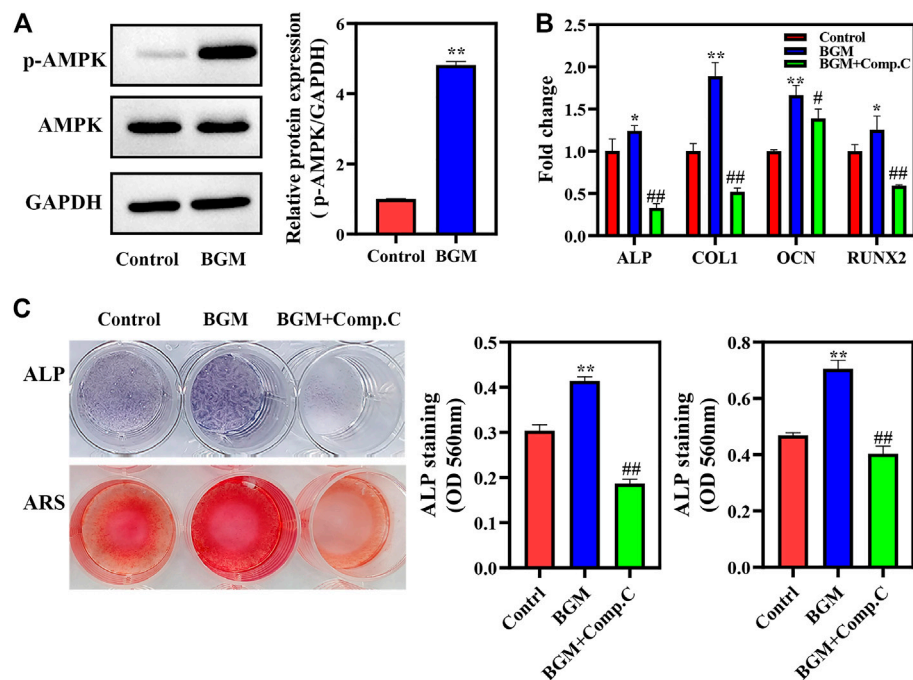 A
p-AMPK
AMPK
GAPDH
Control BGM
Relative protein expression
( p-AMPK/GAPDH)
6
4
2
0
**
Control BGM
B
Fold change
2.5
2.0
1.5
1.0
0.5
0.0
Control
BGM
BGM+Comp.C
*
##
**
##
**
#
*
##
ALP COL1 OCN RUNX2
C
Control BGM BGM+Comp.C
ALP
ARS
ALP staining
(OD 560nm)
0.5
0.4
0.3
0.2
0.1
0.0
**
##
Contrl
BGM
BGM+Comp.C
ALP staining
(OD 560nm)
0.8
0.6
0.4
0.2
0.0
**
##
Control
BGM
BGM+Comp.C